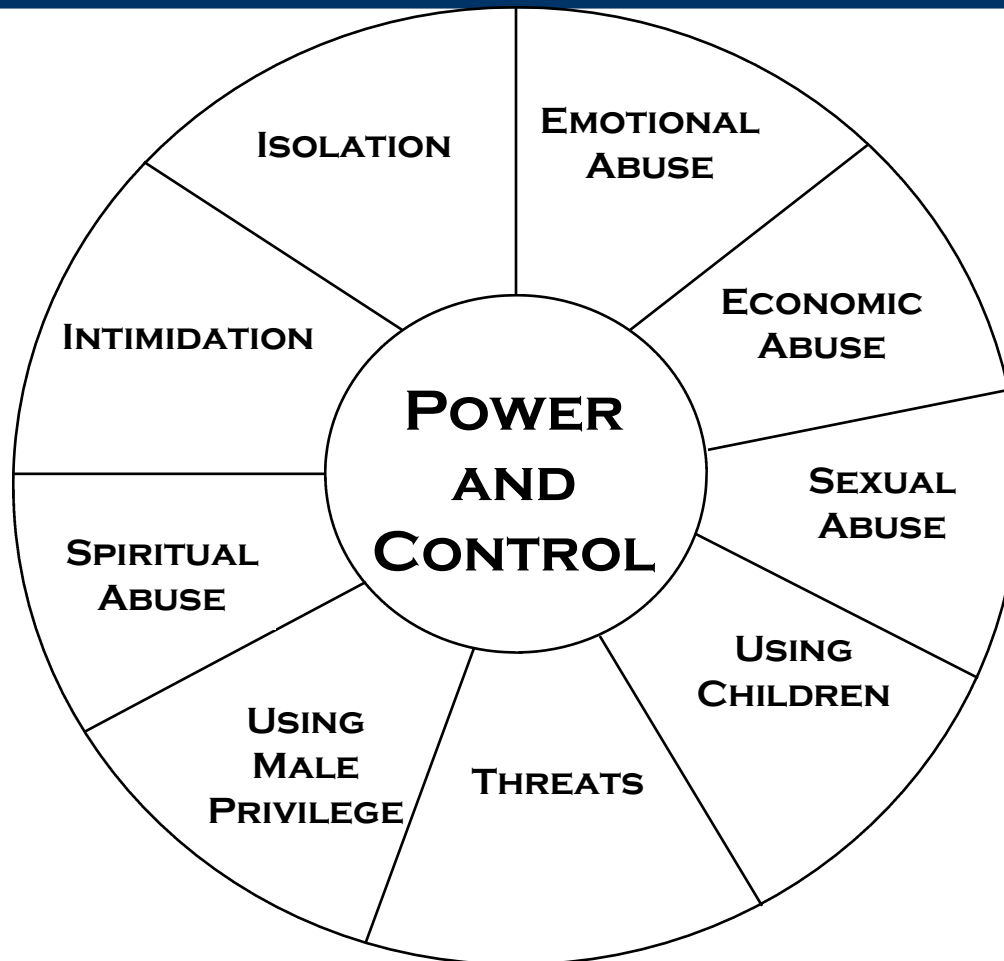 Isolation
Emotional
Abuse
Economic
Abuse
Sexual
Abuse
Using
Children
Threats
Using
Male
Privilege
Spiritual
Abuse
Intimidation
Power
and
Control